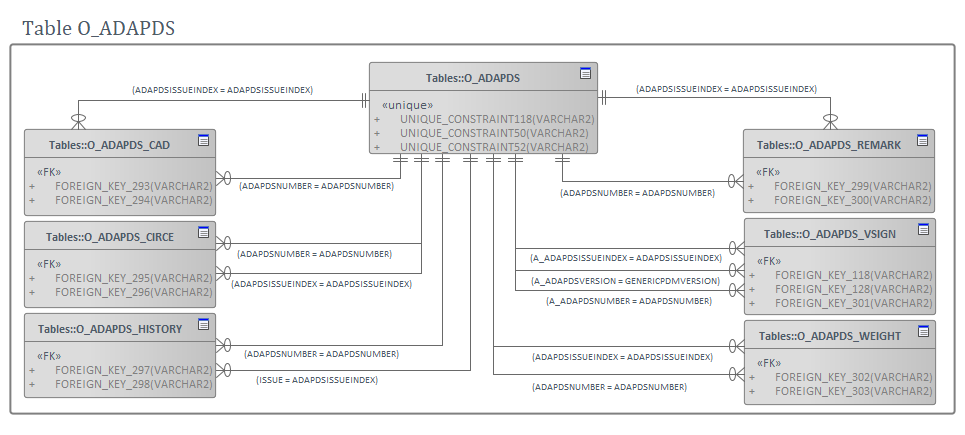 Table O_ADAPDS
Tables::O_ADAPDS
«unique»
+ UNIQUE_CONSTRAINT118(VARCHAR2)
+ UNIQUE_CONSTRAINT50(VARCHAR2)
+ UNIQUE_CONSTRAINT52(VARCHAR2)
(ADAPDSISSUEINDEX = ADAPDSISSUEINDEX)
(ADAPDSISSUEINDEX = ADAPDSISSUEINDEX)
Tables::O_ADAPDS_CAD
«FK»
+ FOREIGN_KEY_293(VARCHAR2)
+ FOREIGN_KEY_294(VARCHAR2)
(ADAPDSNUMBER = ADAPDSNUMBER)
Tables::O_ADAPDS_REMARK
«FK»
+ FOREIGN_KEY_299(VARCHAR2)
+ FOREIGN_KEY_300(VARCHAR2)
(ADAPDSNUMBER = ADAPDSNUMBER)
Tables::O_ADAPDS_CIRCE
«FK»
+ FOREIGN_KEY_295(VARCHAR2)
+ FOREIGN_KEY_296(VARCHAR2)
(ADAPDSNUMBER = ADAPDSNUMBER)
(ADAPDSISSUEINDEX = ADAPDSISSUEINDEX)
Tables::O_ADAPDS_VSIGN
«FK»
+ FOREIGN_KEY_118(VARCHAR2)
+ FOREIGN_KEY_128(VARCHAR2)
+ FOREIGN_KEY_301(VARCHAR2)
(A_ADAPDSISSUEINDEX = ADAPDSISSUEINDEX)
(A_ADAPDSVERSION = GENERICPDMVERSION)
(A_ADAPDSNUMBER = ADAPDSNUMBER)
Tables::O_ADAPDS_HISTORY
«FK»
+ FOREIGN_KEY_297(VARCHAR2)
+ FOREIGN_KEY_298(VARCHAR2)
(ADAPDSNUMBER = ADAPDSNUMBER)
(ISSUE = ADAPDSISSUEINDEX)
Tables::O_ADAPDS_WEIGHT
«FK»
+ FOREIGN_KEY_302(VARCHAR2)
+ FOREIGN_KEY_303(VARCHAR2)
(ADAPDSISSUEINDEX = ADAPDSISSUEINDEX)
(ADAPDSNUMBER = ADAPDSNUMBER)